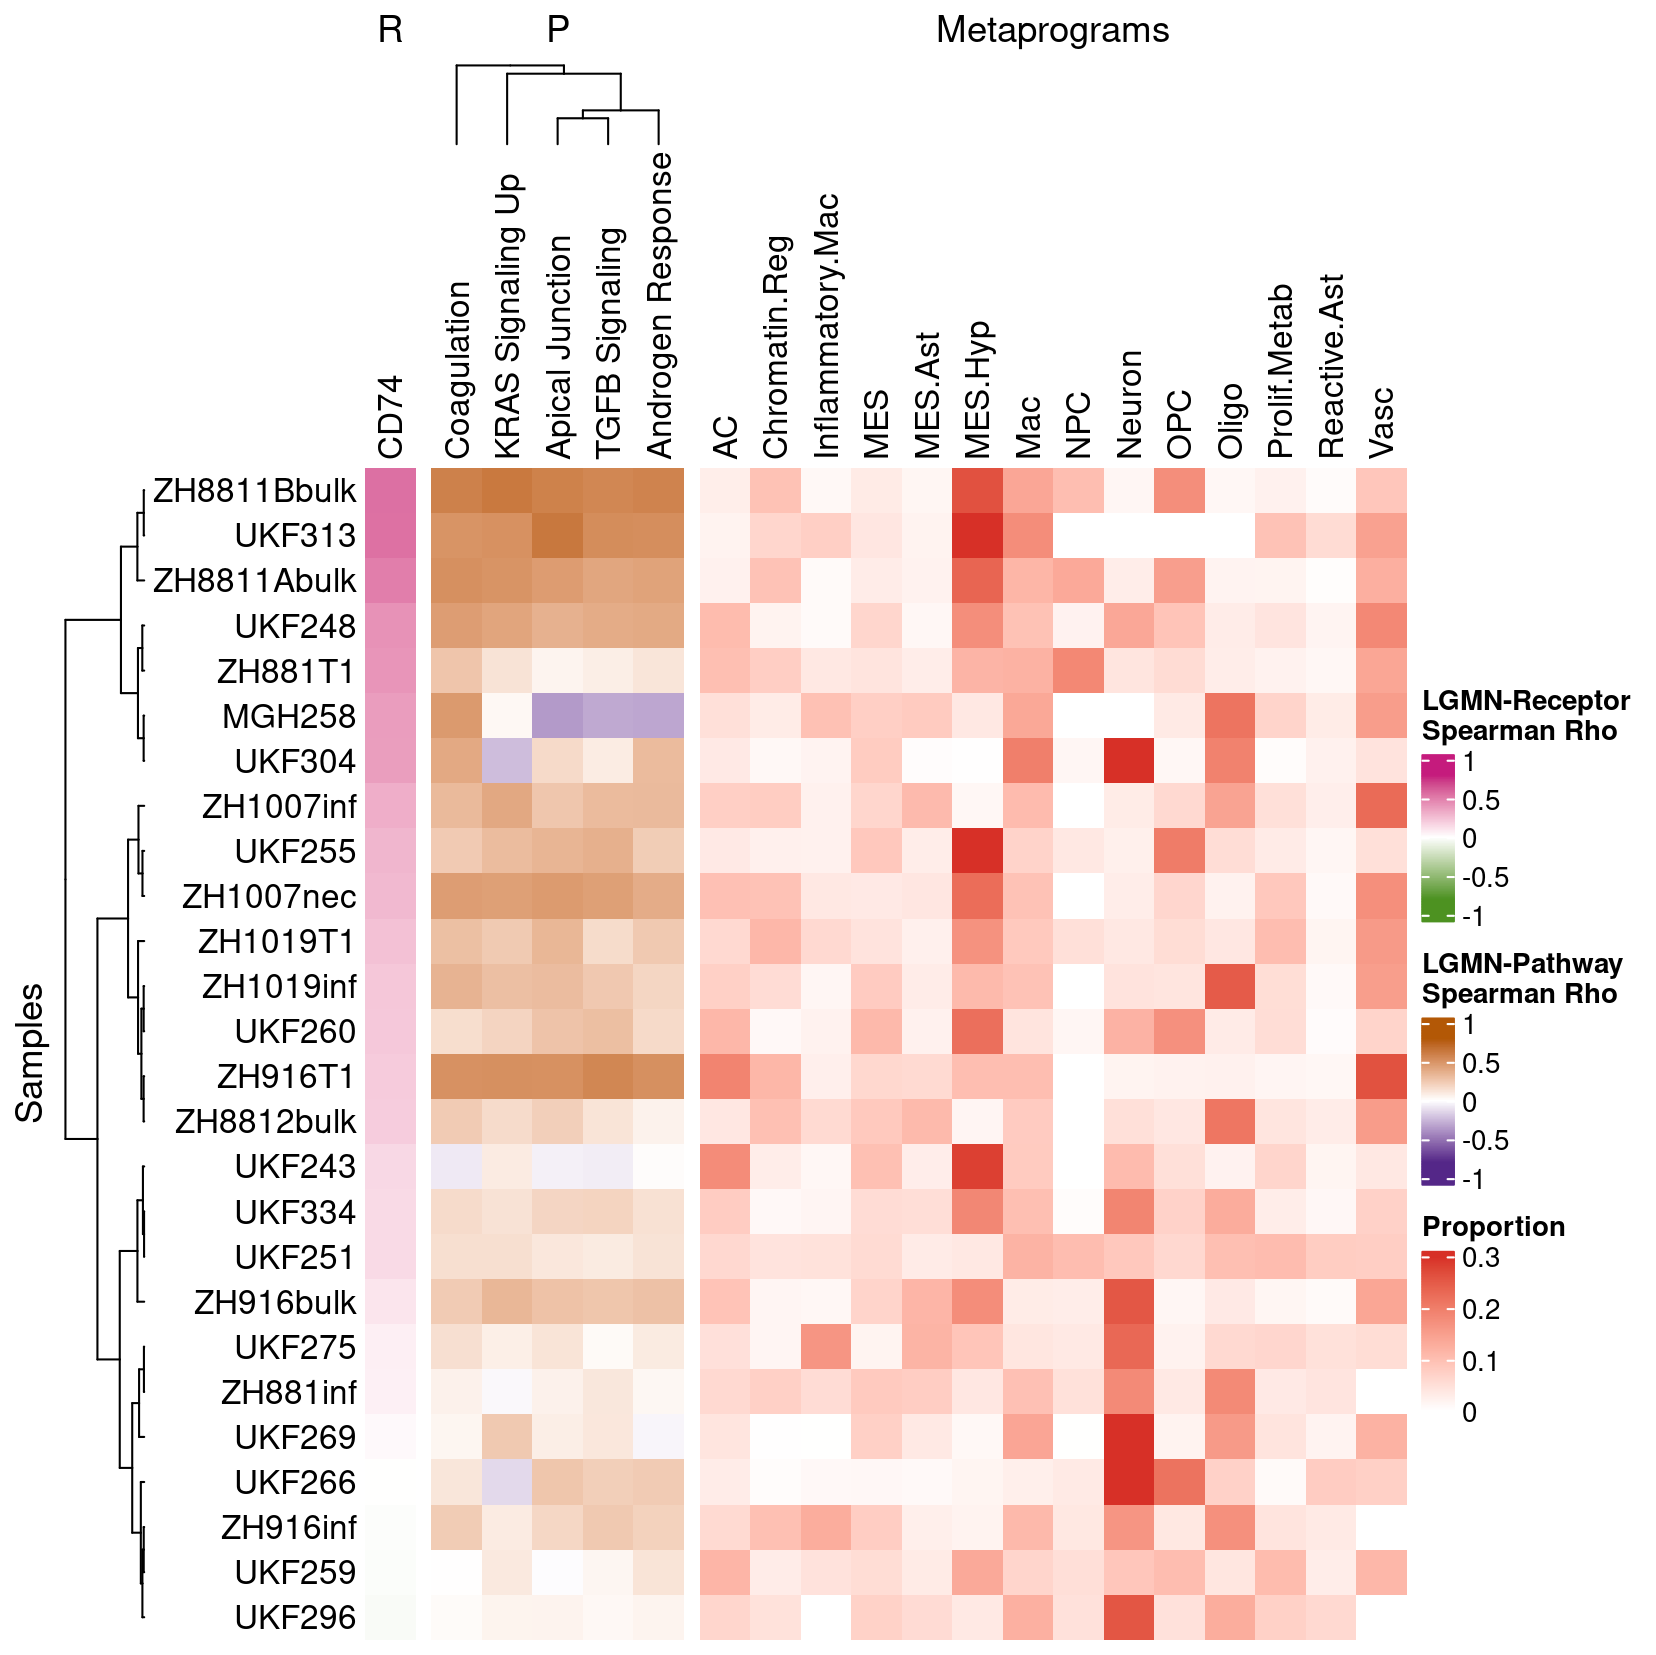 R P Metaprograms
CD74
Coagulation
KRAS Signaling Up
Apical Junction
TGFB Signaling
Androgen Response
AC
Chromatin.Reg
Inflammatory.Mac
MES
MES.Ast
MES.Hyp
Mac
NPC
Neuron
OPC
Oligo
Prolif.Metab
Reactive.Ast
Vasc
Samples
ZH8811Bbulk
UKF313
ZH8811Abulk
UKF248
ZH881T1
MGH258
UKF304
ZH1007inf
UKF255
ZH1007nec
ZH1019T1
ZH1019inf
UKF260
ZH916T1
ZH8812bulk
UKF243
UKF334
UKF251
ZH916bulk
UKF275
ZH881inf
UKF269
UKF266
ZH916inf
UKF259
UKF296
LGMN-Receptor
Spearman Rho
1
0.5
0
-0.5
-1
LGMN-Pathway
Spearman Rho
1
0.5
0
-0.5
-1
Proportion
0.3
0.2
0.1
0